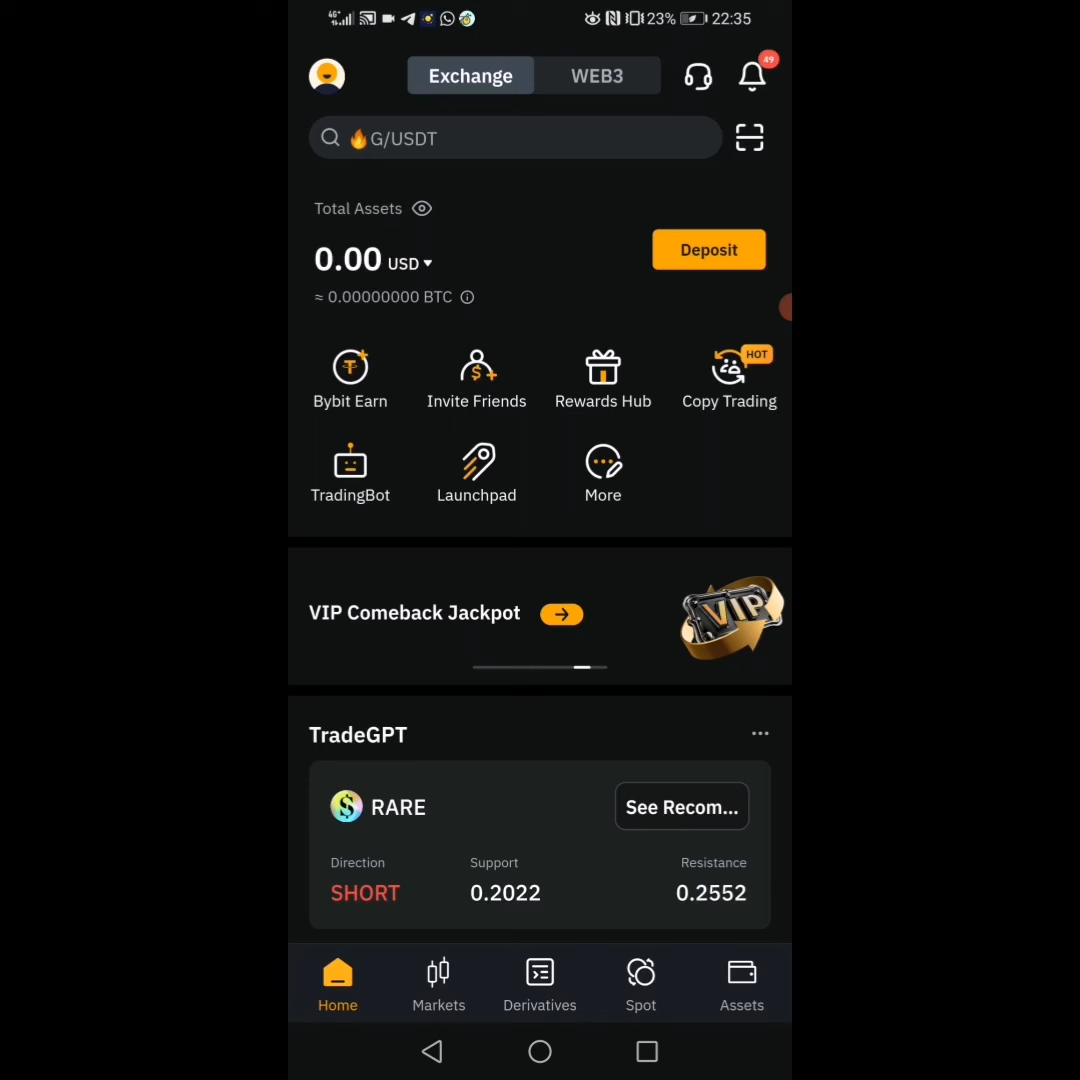 4G 23% 22:35
Exchange WEB3 49
🔥G/USDT
Total Assets
0.00 USD Deposit
≈ 0.00000000 BTC
HOT
Bybit Earn Invite Friends Rewards Hub Copy Trading
TradingBot Launchpad More
VIP Comeback Jackpot VIP
TradeGPT
$ RARE See Recom...
Direction Support Resistance
SHORT 0.2022 0.2552
Home Markets Derivatives Spot Assets